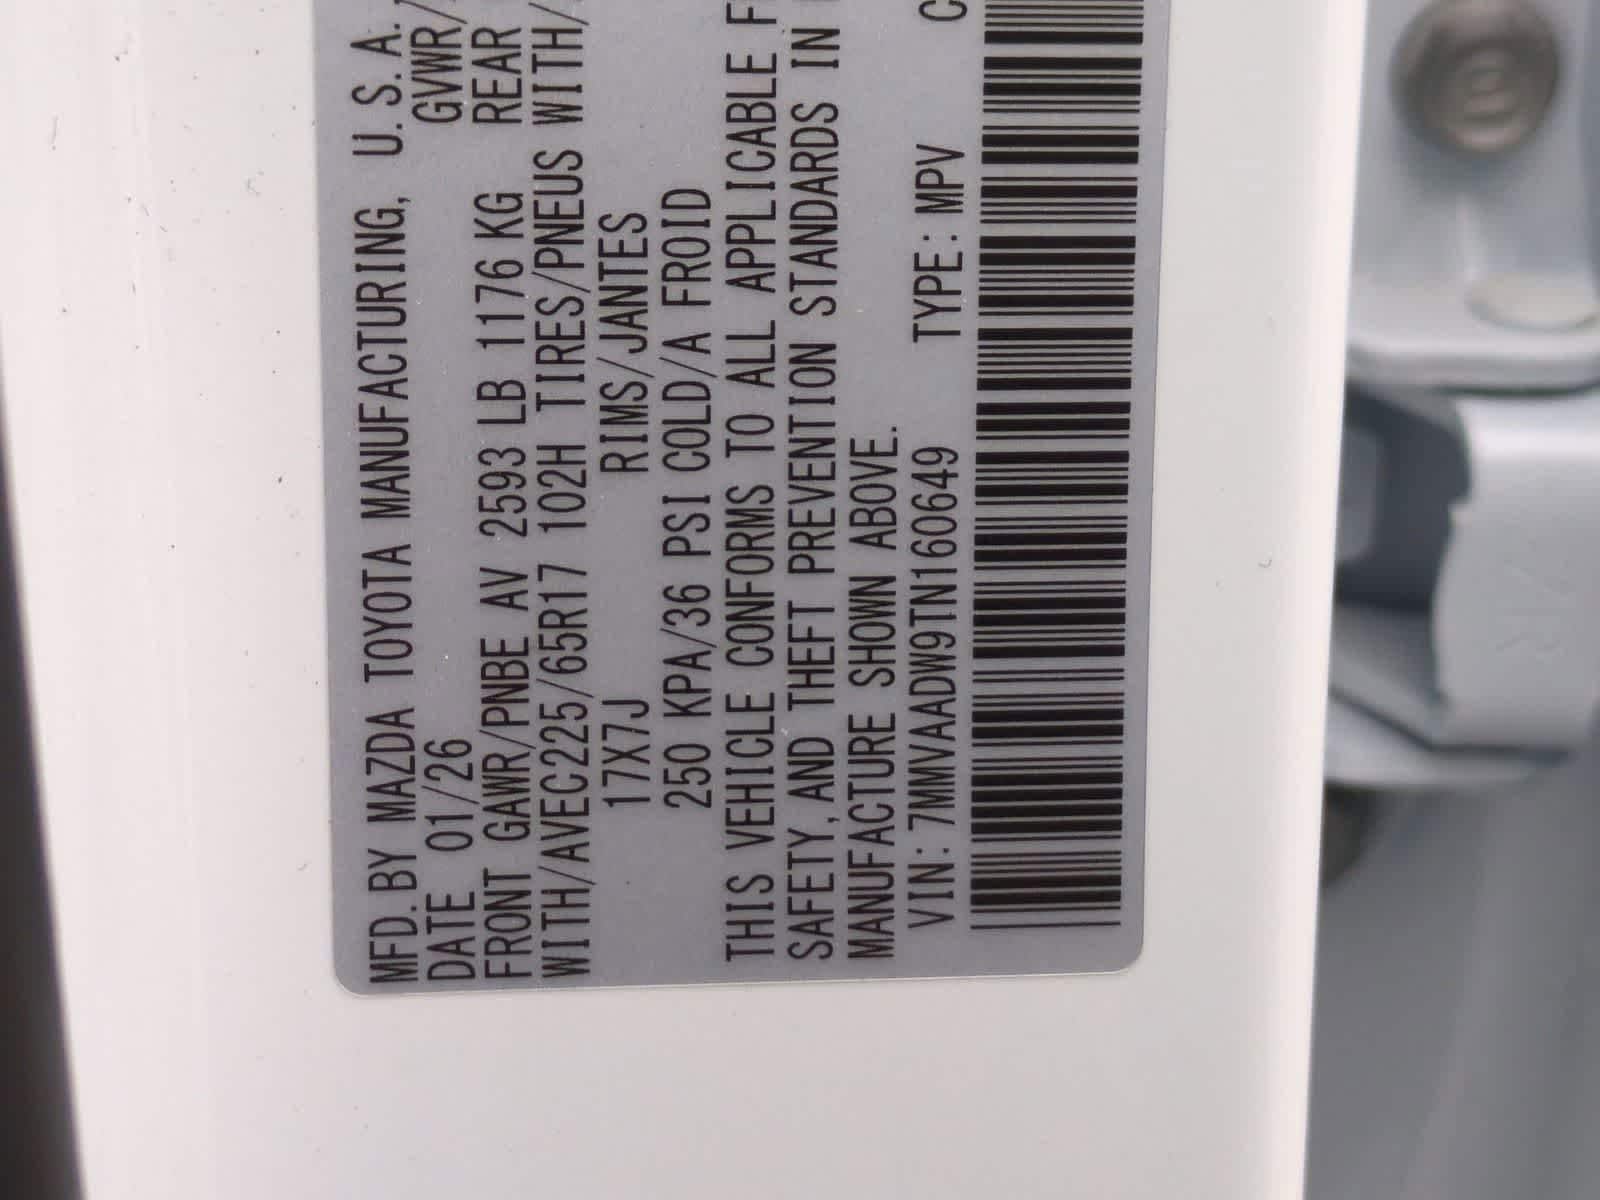 MFD. BY MAZDA TOYOTA MANUFACTURING, U.S.A.,
DATE 01/26 GVWR/
FRONT GAWR/PNBE AV 2593 LB 1176 KG REAR
WITH/AVEC225/65R17 102H TIRES/PNEUS WITH/
17X7J RIMS/JANTES
250 KPA/36 PSI COLD/A FROID
THIS VEHICLE CONFORMS TO ALL APPLICABLE F
SAFETY, AND THEFT PREVENTION STANDARDS IN
MANUFACTURE SHOWN ABOVE.
VIN: 7MMVAADW9TN160649 TYPE: MPV C